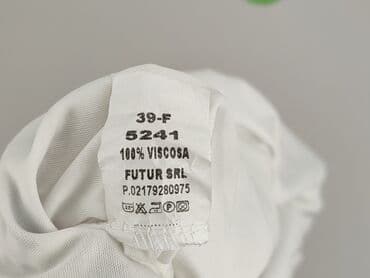 39-F
5241
100% VISCOSA
FUTUR SRL
P.02179280975